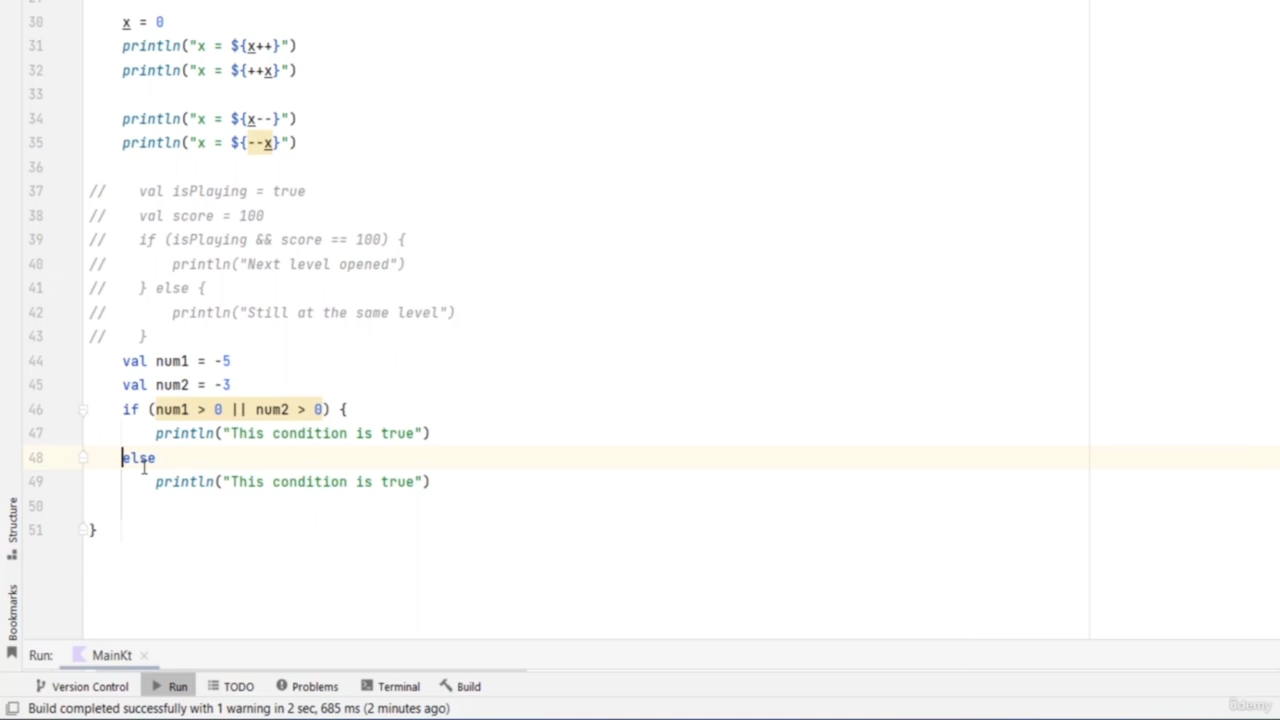 30 x = 0
31 println("x = ${x++}")
32 println("x = ${++x}")
33
34 println("x = ${x--}")
35 println("x = ${--x}")
36
37 // val isPlaying = true
38 // val score = 100
39 // if (isPlaying && score == 100) {
40 // println("Next level opened")
41 // } else {
42 // println("Still at the same level")
43 // }
44 val num1 = -5
45 val num2 = -3
46 if (num1 > 0 || num2 > 0) {
47 println("This condition is true")
48 else
49 println("This condition is true")
50
51 }
Structure
Bookmarks
Run: MainKt
Version Control Run TODO Problems Terminal Build
Build completed successfully with 1 warning in 2 sec, 685 ms (2 minutes ago)
ûdemy